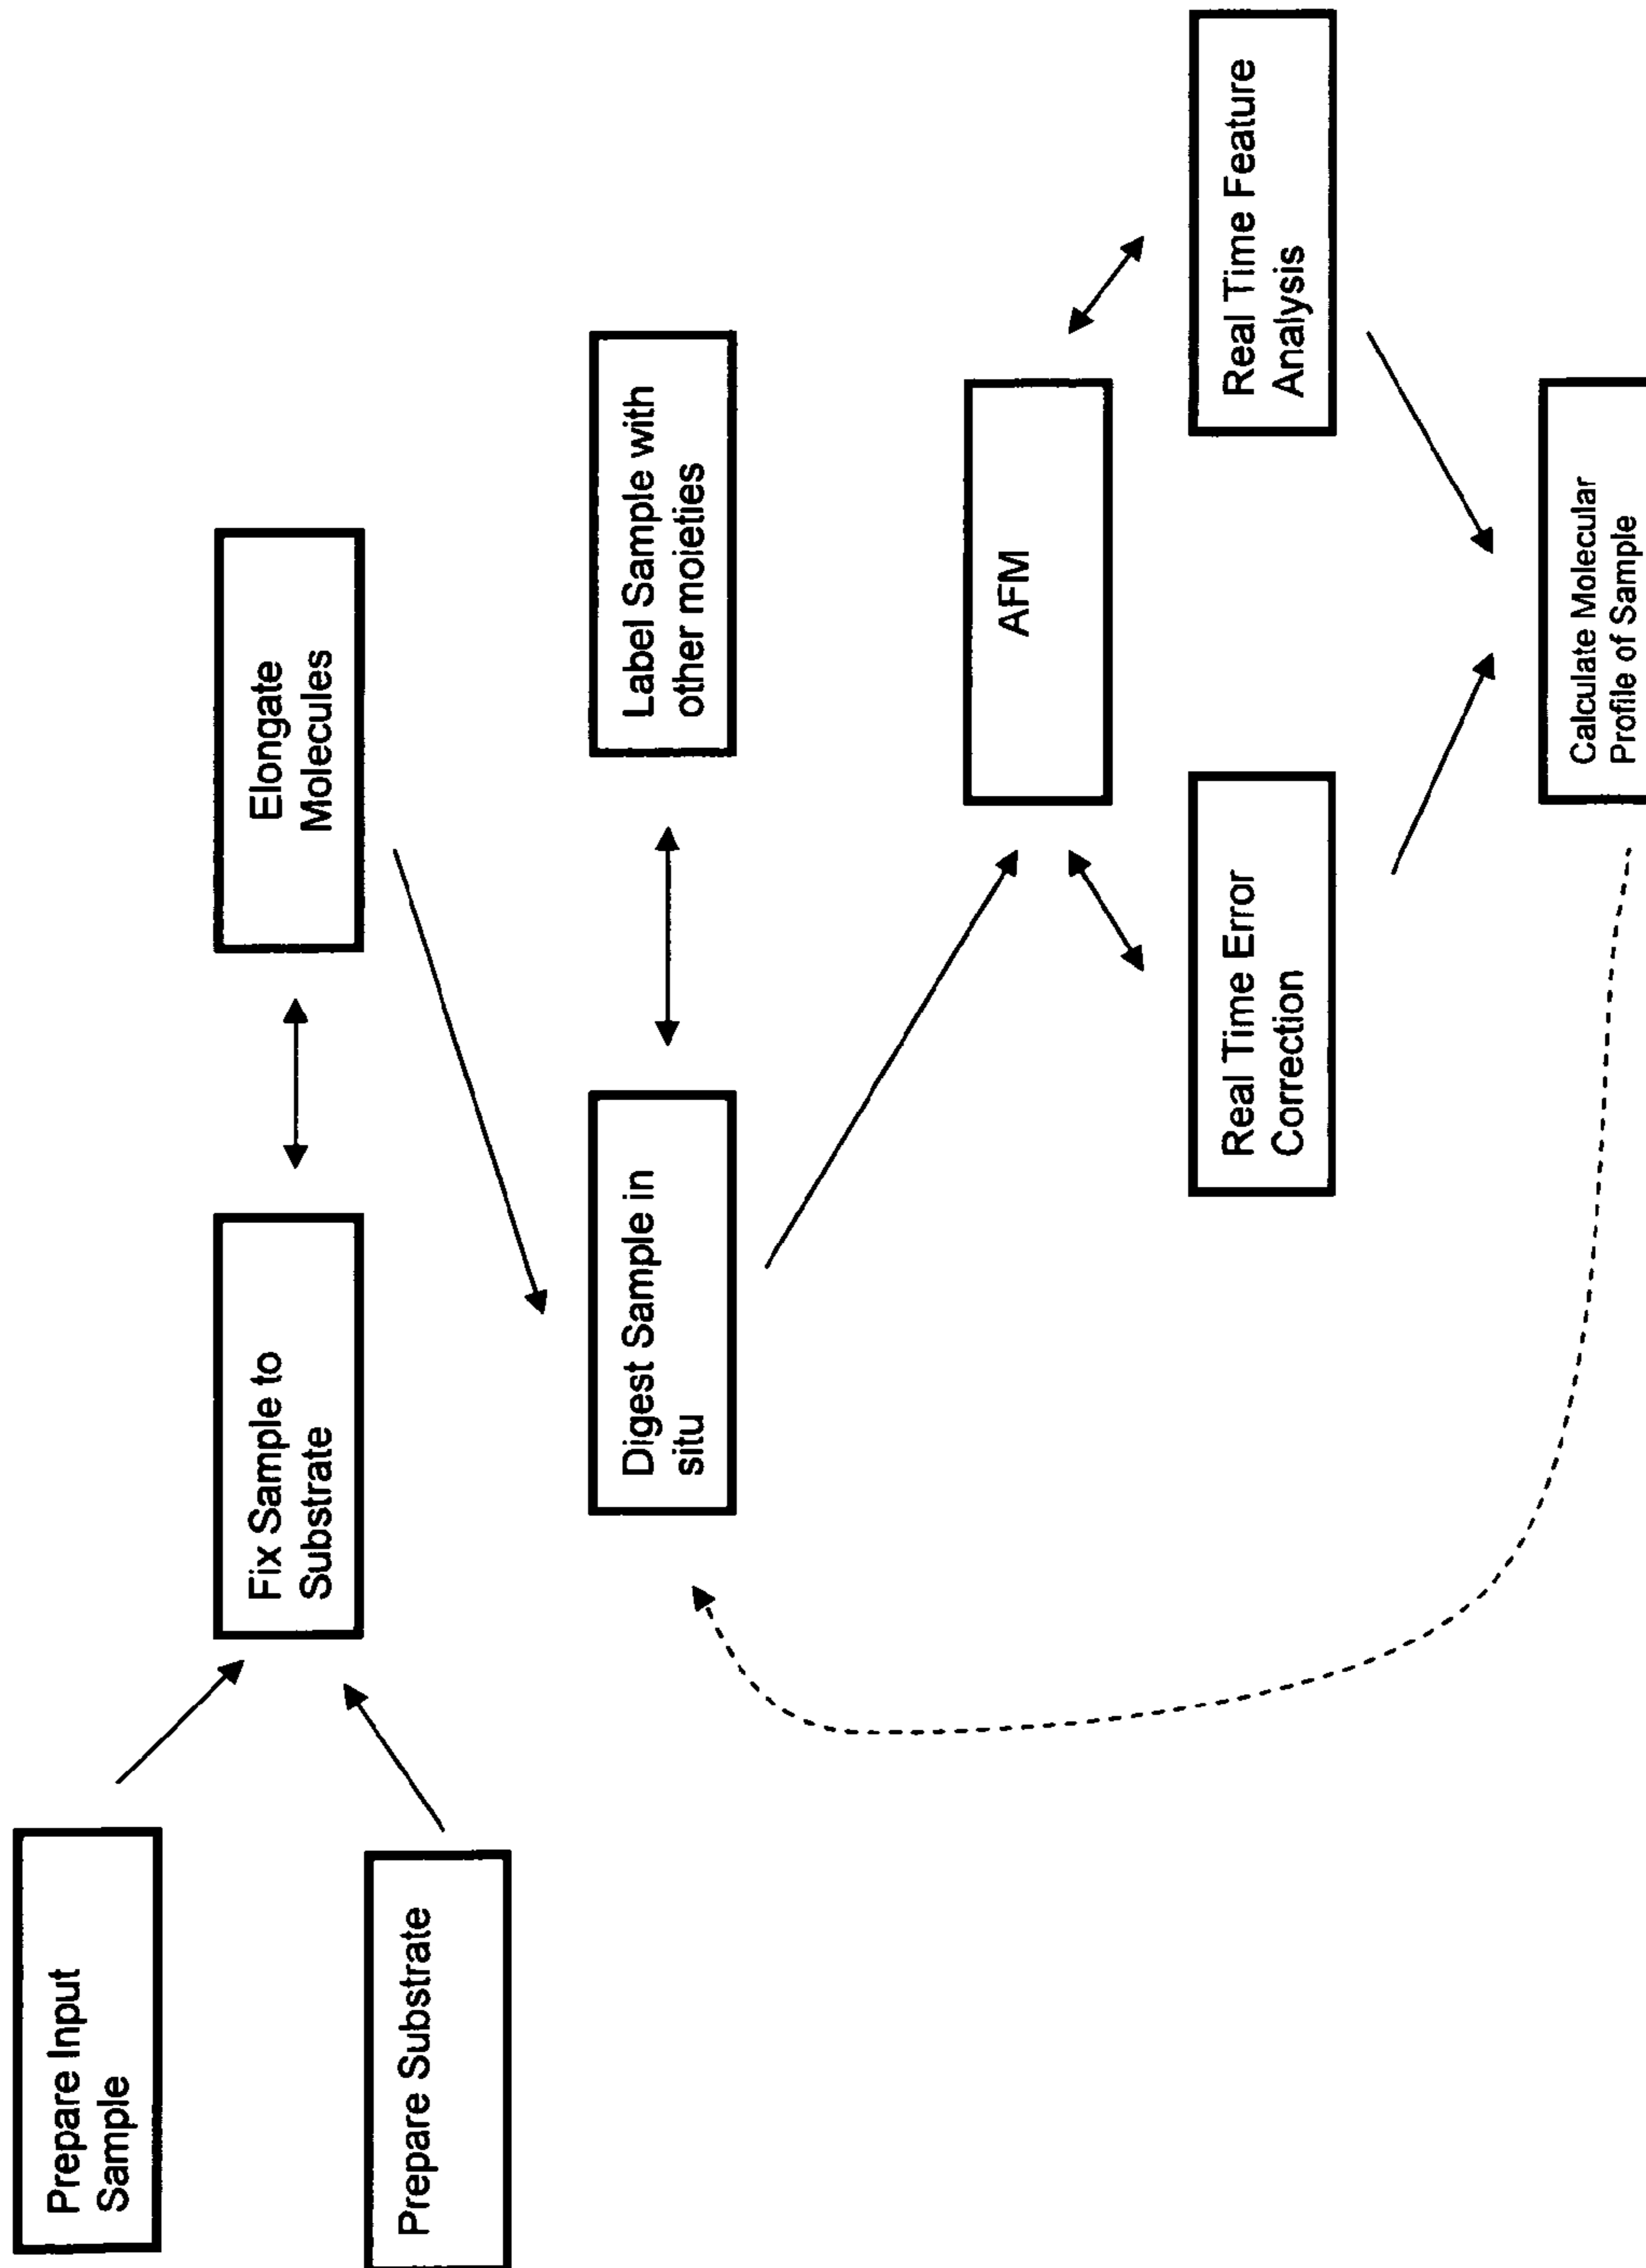 Prepare Input
Sample
Prepare Substrate
Fix Sample to
Substrate
Elongate
Molecules
Digest Sample in
situ
Label Sample with
other moieties
AFM
Real Time Error
Correction
Real Time Feature
Analysis
Calculate Molecular
Profile of Sample